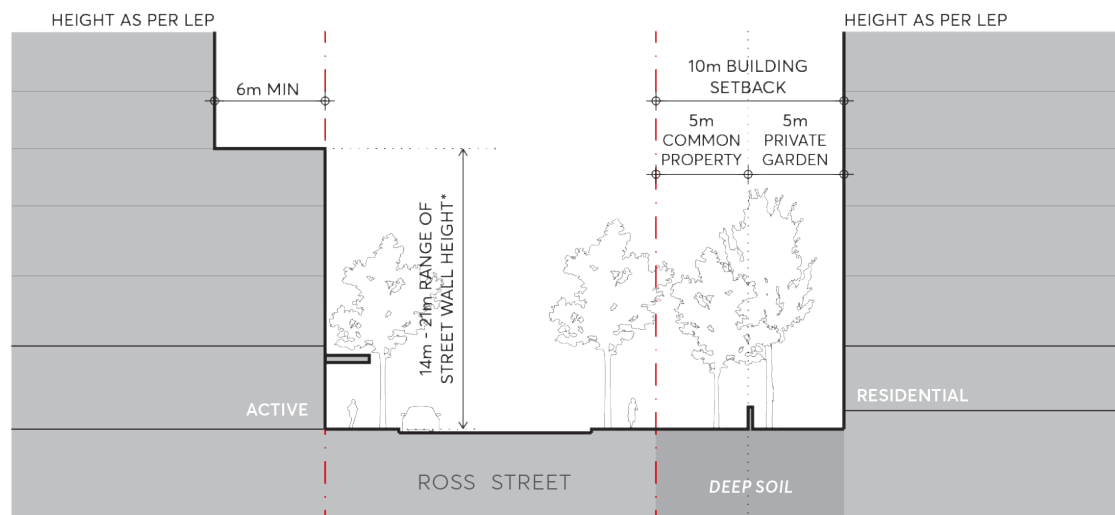 HEIGHT AS PER LEP
HEIGHT AS PER LEP
6m MIN
10m BUILDING
SETBACK
5m
COMMON
PROPERTY
5m
PRIVATE
GARDEN
14m - 21m RANGE OF
STREET WALL HEIGHT*
ACTIVE
RESIDENTIAL
ROSS STREET
DEEP SOIL